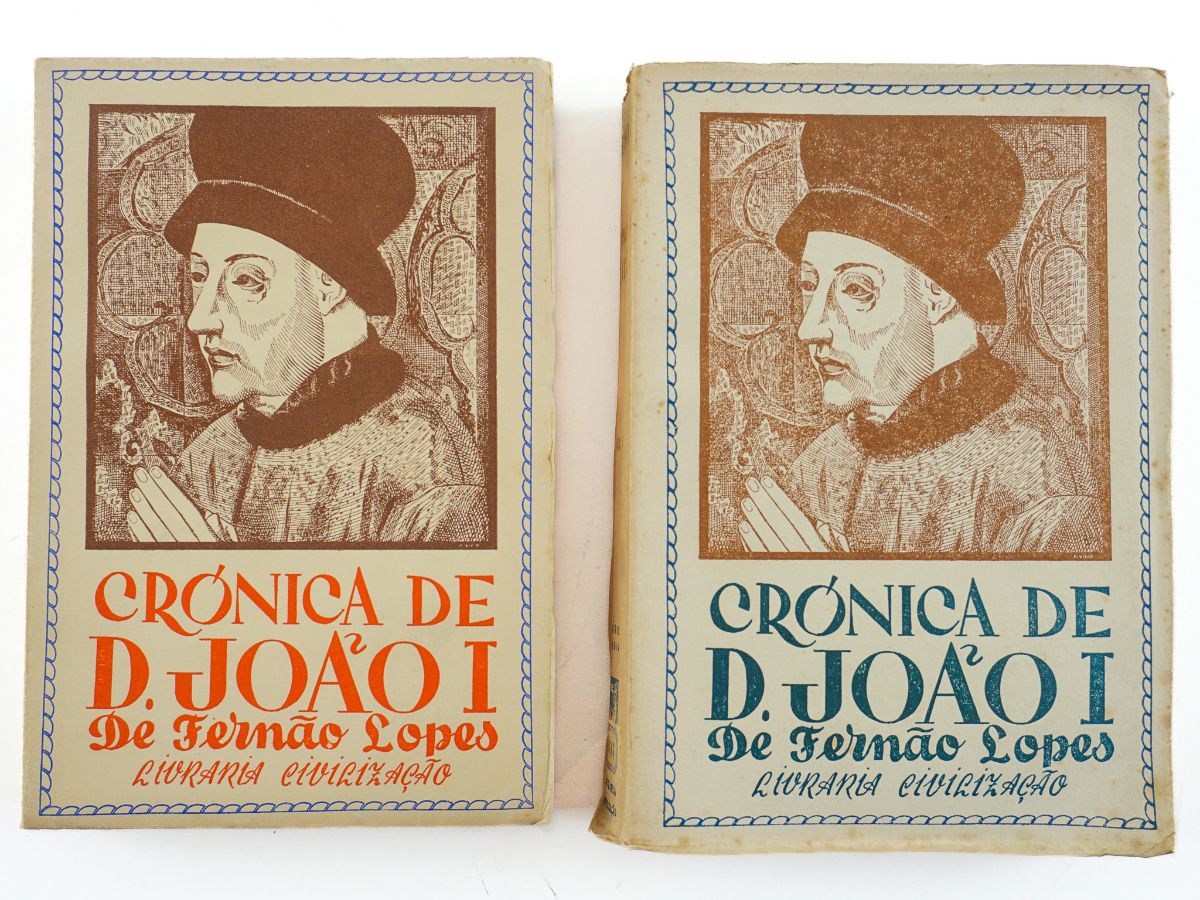 CRÓNICA DE
D. JOÃO I
De Fernão Lopes
LIVRARIA CIVILIZAÇÃO
CRÓNICA DE
D. JOÃO I
De Fernão Lopes
LIVRARIA CIVILIZAÇÃO